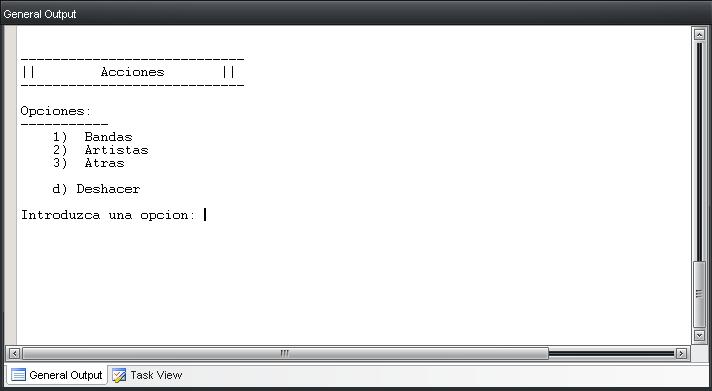 General Output
----------------------------
||        Acciones       ||
----------------------------
Opciones:
-----------
1)  Bandas
2)  Artistas
3)  Atras
d) Deshacer
Introduzca una opcion:
General Output
Task View